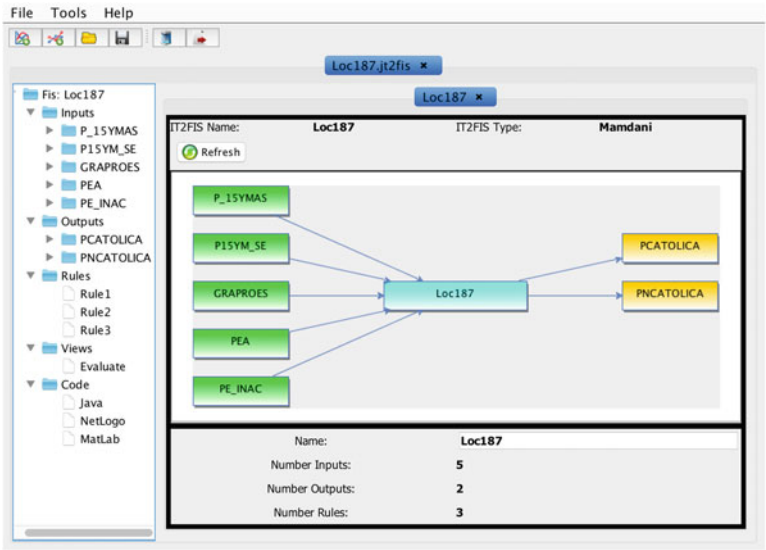 File Tools Help
Loc187.jt2fis ×
Fis: Loc187
Inputs
P_15YMAS
P15YM_SE
GRAPROES
PEA
PE_INAC
Outputs
PCATOLICA
PNCATOLICA
Rules
Rule1
Rule2
Rule3
Views
Evaluate
Code
Java
NetLogo
MatLab
Loc187 ×
IT2FIS Name: Loc187 IT2FIS Type: Mamdani
Refresh
P_15YMAS
P15YM_SE
GRAPROES
PEA
PE_INAC
Loc187
PCATOLICA
PNCATOLICA
Name: Loc187
Number Inputs: 5
Number Outputs: 2
Number Rules: 3